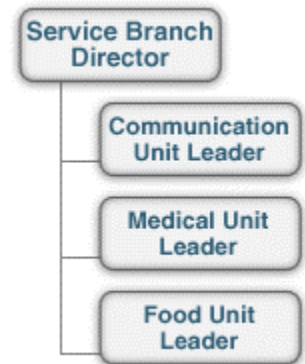 Service Branch
Director
Communication
Unit Leader
Medical Unit
Leader
Food Unit
Leader